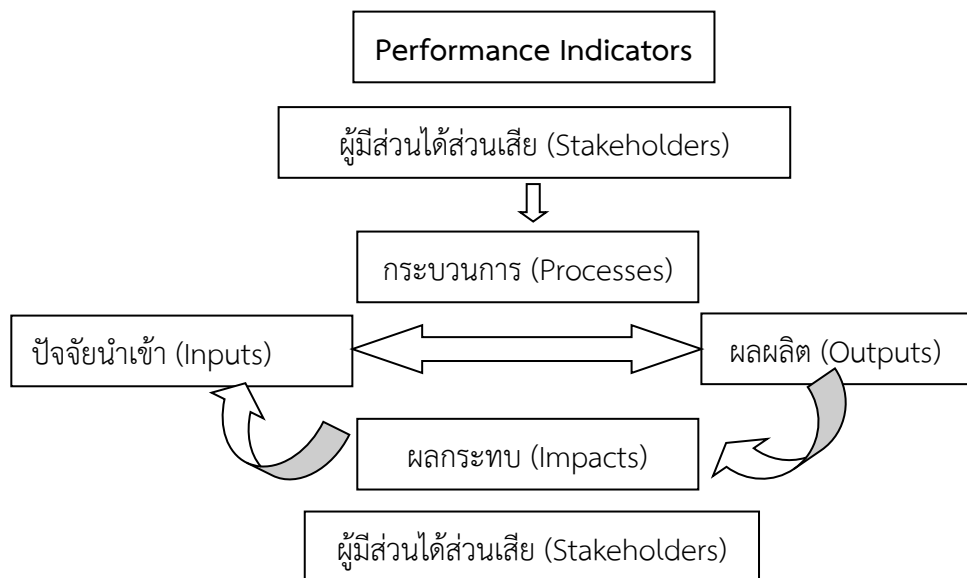 Performance Indicators
ผู้มีส่วนได้ส่วนเสีย (Stakeholders)
กระบวนการ (Processes)
ปัจจัยนำเข้า (Inputs)
ผลผลิต (Outputs)
ผลกระทบ (Impacts)
ผู้มีส่วนได้ส่วนเสีย (Stakeholders)